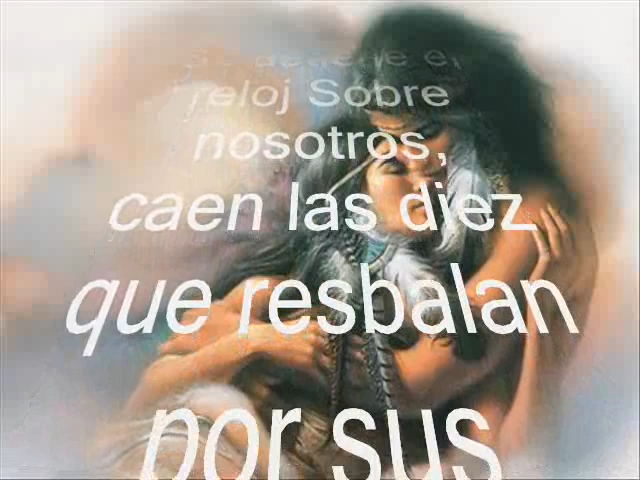 reloj Sobre
nosotros,
caen las diez
que resbalan
por sus